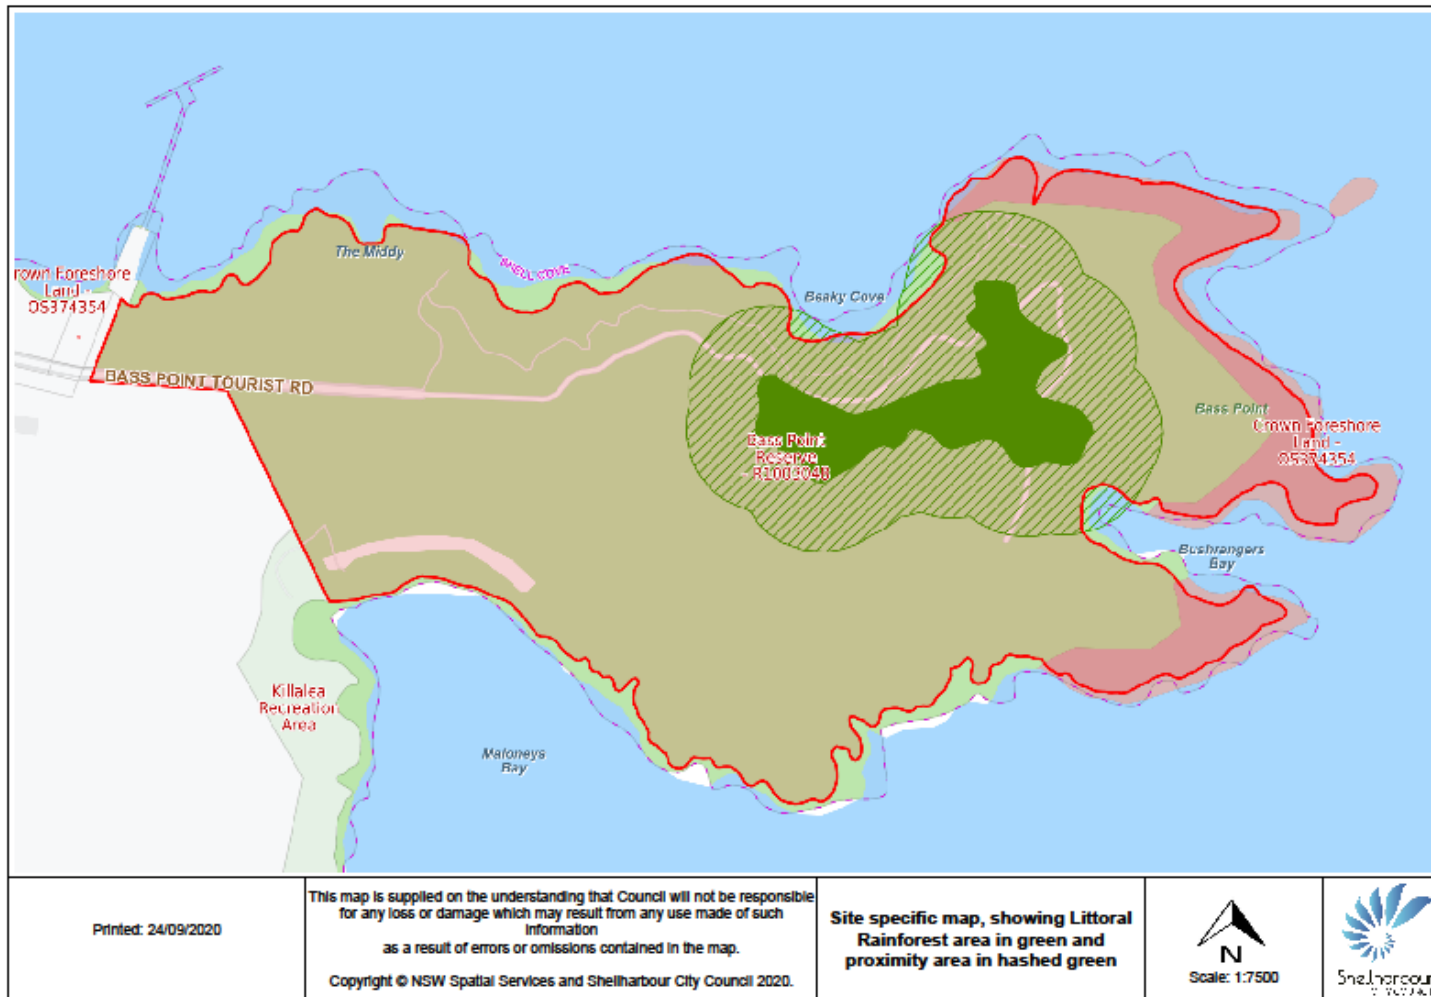 The Middy
SHELL COVE
rown Foreshore
Land -
OS374354
Beaky Cove
BASS POINT TOURIST RD
Bass Point
Crown Foreshore
Land -
OS374354
Bass Point
Reserve
- R1003048
Bushrangers
Bay
Killalea
Recreation
Area
Maloneys
Bay
Printed: 24/09/2020
This map is supplied on the understanding that Council will not be responsible
for any loss or damage which may result from any use made of such
information
as a result of errors or omissions contained in the map.
Copyright © NSW Spatial Services and Shellharbour City Council 2020.
Site specific map, showing Littoral
Rainforest area in green and
proximity area in hashed green
N
Scale: 1:7500
Shellharbour